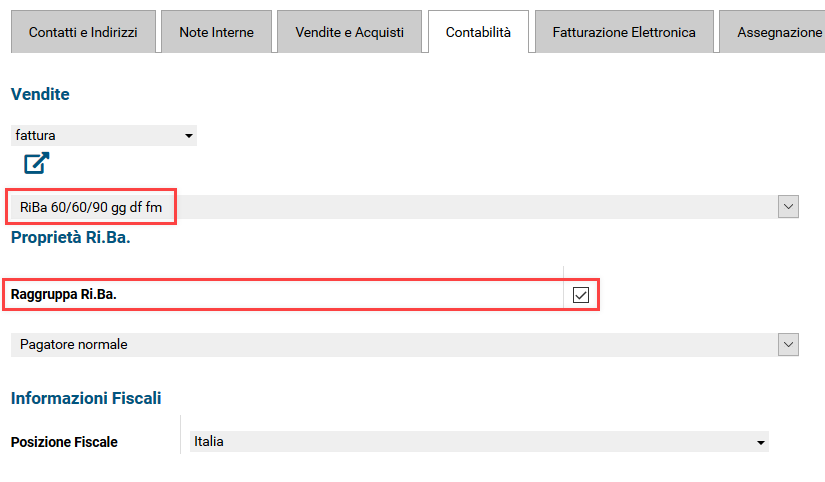 Contatti e Indirizzi Note Interne Vendite e Acquisti Contabilità Fatturazione Elettronica Assegnazione
Vendite
fattura
RiBa 60/60/90 gg df fm
Proprietà Ri.Ba.
Raggruppa Ri.Ba.
Pagatore normale
Informazioni Fiscali
Posizione Fiscale Italia